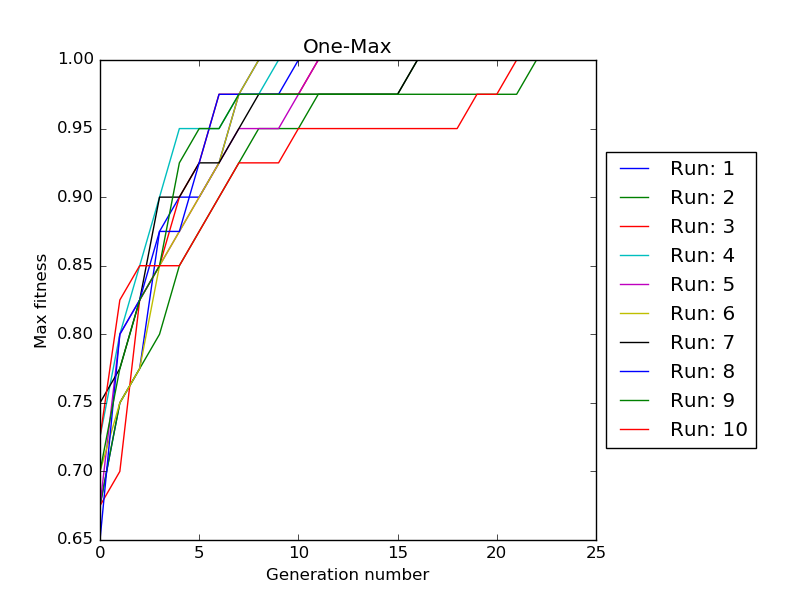 One-Max
1.00
0.95
0.90
0.85
0.80
0.75
0.70
0.65
Max fitness
0 5 10 15 20 25
Generation number
Run: 1
Run: 2
Run: 3
Run: 4
Run: 5
Run: 6
Run: 7
Run: 8
Run: 9
Run: 10